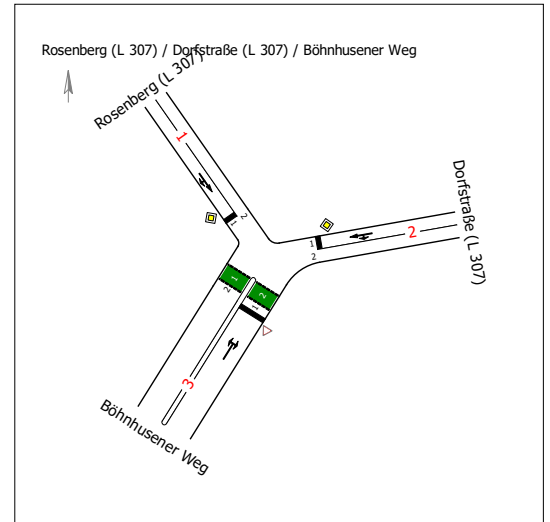 Rosenberg (L 307) / Dorfstraße (L 307) / Böhnhusener Weg
Rosenberg (L 307)
1
2
1
Dorfstraße (L 307)
2
1
2
1
2
2
1
3
Böhnhusener Weg